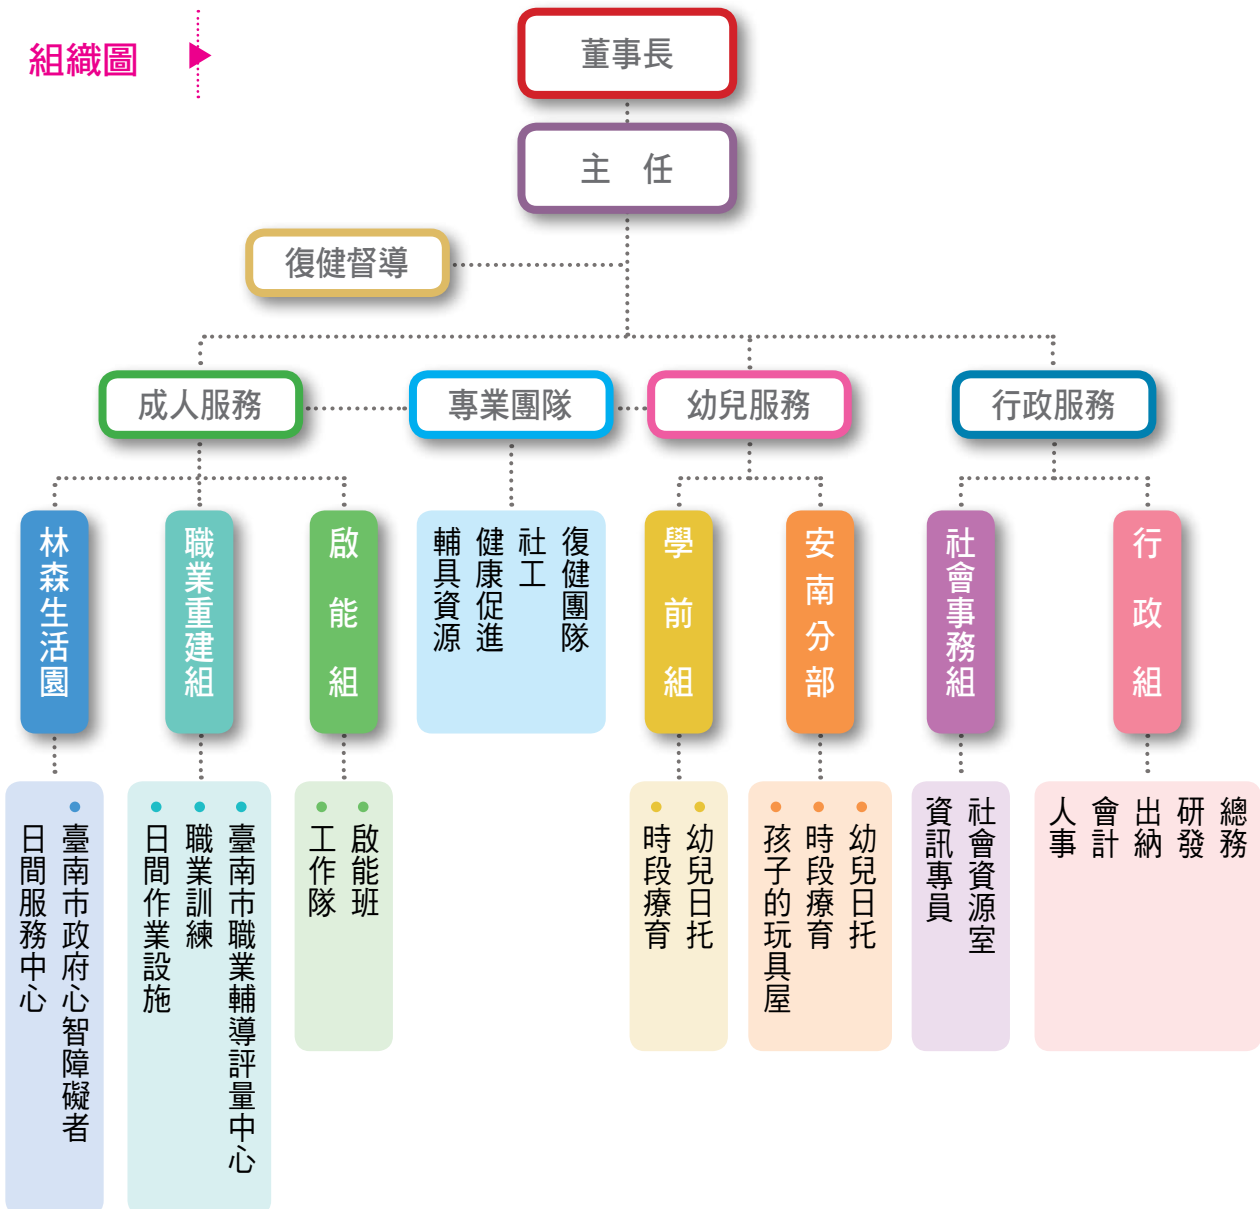 組織圖
董事長
主 任
復健督導
成人服務
專業團隊
幼兒服務
行政服務
林森生活園
職業重建組
啟能組
復健團隊
社工
健康促進
輔具資源
學前組
安南分部
社會事務組
行政組
• 臺南市政府心智障礙者
日間服務中心
• 臺南市職業輔導評量中心
• 職業訓練
• 日間作業設施
• 啟能班
• 工作隊
• 幼兒日托
• 時段療育
• 幼兒日托
• 時段療育
• 孩子的玩具屋
社會資源室
資訊專員
總務
研發
出納
會計
人事